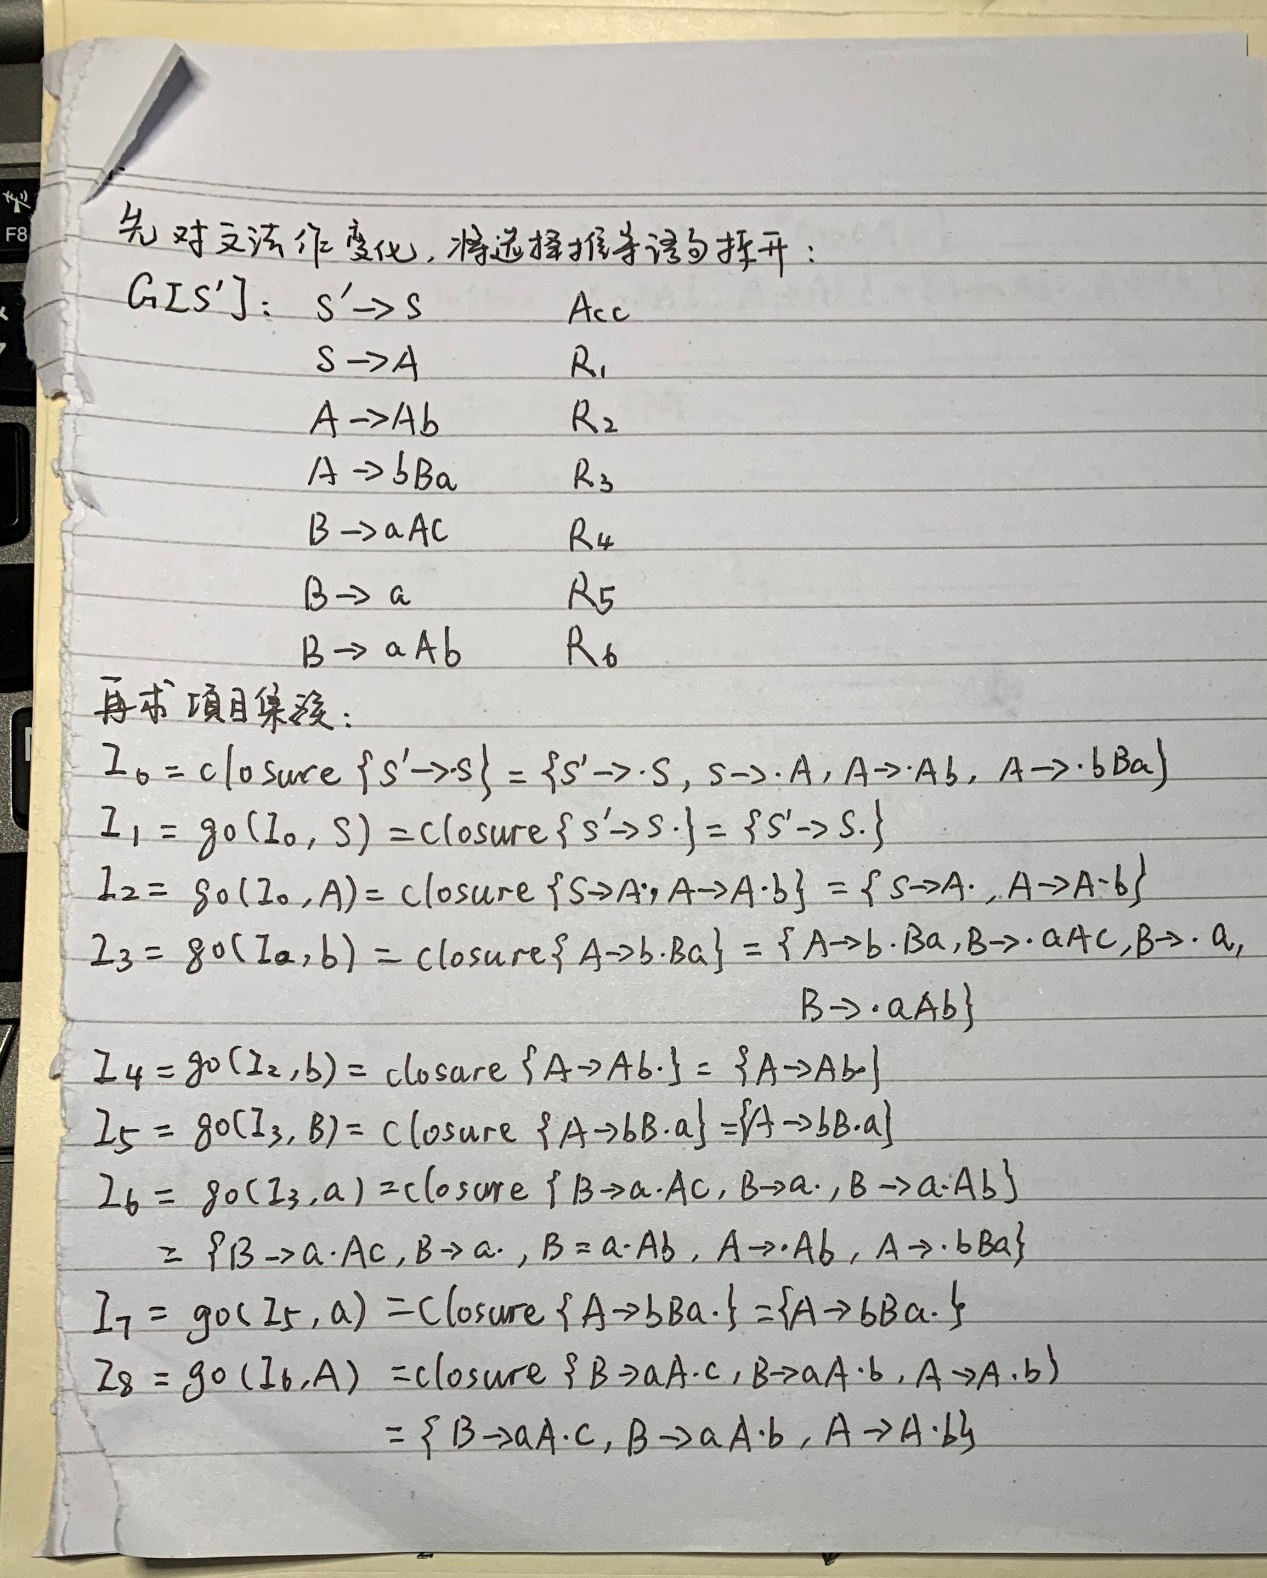 先对文法作变化，将选择推导语句拆开：
G[S']: S'→S Acc
S→A R₁
A→Ab R₂
A→bBa R₃
B→aAC R₄
B→a R₅
B→aAb R₆
再求项目集族：
I₀=closure{S'→·S}={S'→·S, S→·A, A→·Ab, A→·bBa}
I₁=go(I₀,S)=closure{S'→S·}={S'→S·}
I₂=go(I₀,A)=closure{S→A·, A→A·b}={S→A·, A→A·b}
I₃=go(I₀,b)=closure{A→b·Ba}={A→b·Ba, B→·aAC, B→·a,
B→·aAb}
I₄=go(I₂,b)=closure{A→Ab·}={A→Ab·}
I₅=go(I₃,B)=closure{A→bB·a}={A→bB·a}
I₆=go(I₃,a)=closure{B→a·Ac, B→a·, B→a·Ab}
={B→a·Ac, B→a·, B=a·Ab, A→·Ab, A→·bBa}
I₇=go(I₅,a)=closure{A→bBa·}={A→bBa·}
I₈=go(I₆,A)=closure{B→aA·c, B→aA·b, A→A·b}
={B→aA·c, B→aA·b, A→A·b}
F8